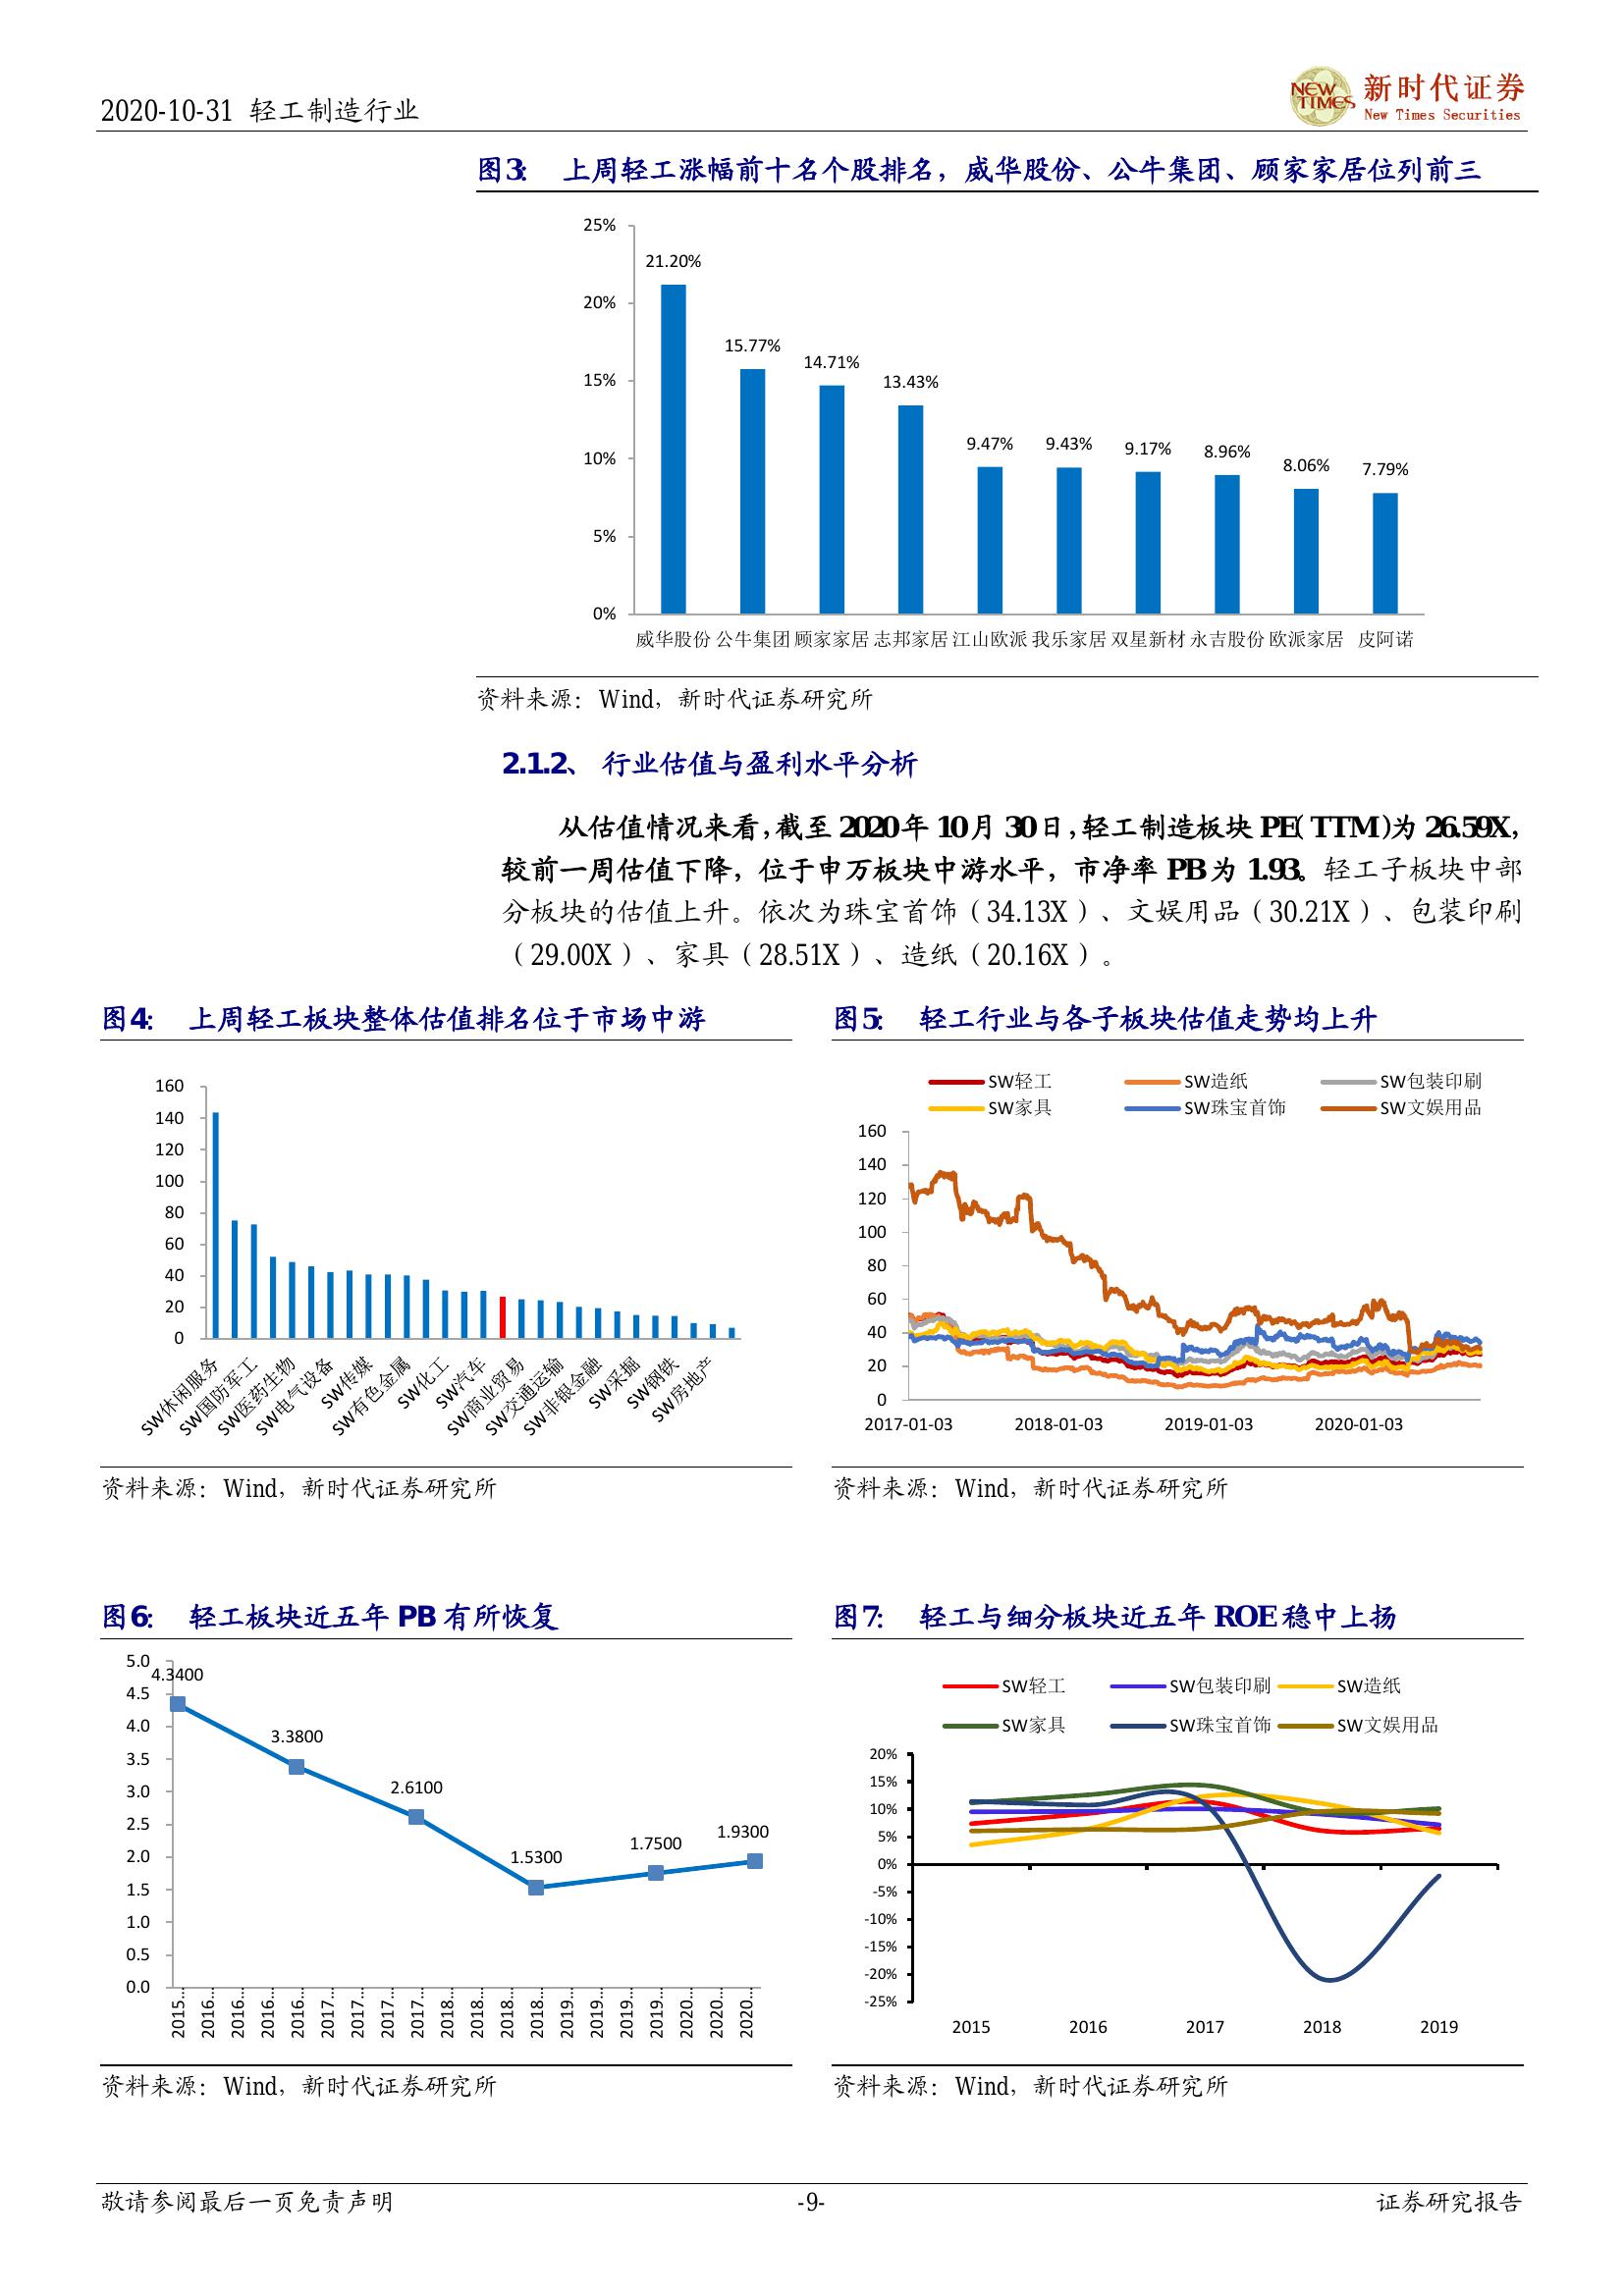 2020-10-31 轻工制造行业
NEW TIMES 新时代证券
New Times Securities
图3: 上周轻工涨幅前十名个股排名，威华股份、公牛集团、顾家家居位列前三
25%
21.20%
20%
15.77%
14.71%
15%
13.43%
9.47% 9.43% 9.17% 8.96%
10%
8.06% 7.79%
5%
0%
威华股份 公牛集团 顾家家居 志邦家居 江山欧派 我乐家居 双星新材 永吉股份 欧派家居 皮阿诺
资料来源：Wind，新时代证券研究所
2.1.2、 行业估值与盈利水平分析
从估值情况来看，截至 2020 年 10 月 30 日，轻工制造板块 PE（TTM）为 26.59X，
较前一周估值下降，位于申万板块中游水平，市净率 PB 为 1.93。轻工子板块中部
分板块的估值上升。依次为珠宝首饰（34.13X）、文娱用品（30.21X）、包装印刷
（29.00X）、家具（28.51X）、造纸（20.16X）。
图4: 上周轻工板块整体估值排名位于市场中游
160
140
120
100
80
60
40
20
0
SW休闲服务 SW国防军工 SW医药生物 SW电气设备 SW传媒 SW有色金属 SW化工 SW汽车 SW商业贸易 SW交通运输 SW非银金融 SW采掘 SW钢铁 SW房地产
资料来源：Wind，新时代证券研究所
图5: 轻工行业与各子板块估值走势均上升
SW轻工 SW造纸 SW包装印刷
SW家具 SW珠宝首饰 SW文娱用品
160
140
120
100
80
60
40
20
0
2017-01-03 2018-01-03 2019-01-03 2020-01-03
资料来源：Wind，新时代证券研究所
图6: 轻工板块近五年 PB 有所恢复
5.0
4.3400
4.5
4.0
3.3800
3.5
3.0
2.6100
2.5
1.9300
1.7500
1.5300
2.0
1.5
1.0
0.5
0.0
2015… 2016… 2016… 2016… 2016… 2017… 2017… 2017… 2017… 2018… 2018… 2018… 2018… 2019… 2019… 2019… 2019… 2020… 2020… 2020…
资料来源：Wind，新时代证券研究所
图7: 轻工与细分板块近五年 ROE 稳中上扬
SW轻工 SW包装印刷 SW造纸
SW家具 SW珠宝首饰 SW文娱用品
20%
15%
10%
5%
0%
-5%
-10%
-15%
-20%
-25%
2015 2016 2017 2018 2019
资料来源：Wind，新时代证券研究所
敬请参阅最后一页免责声明 -9- 证券研究报告